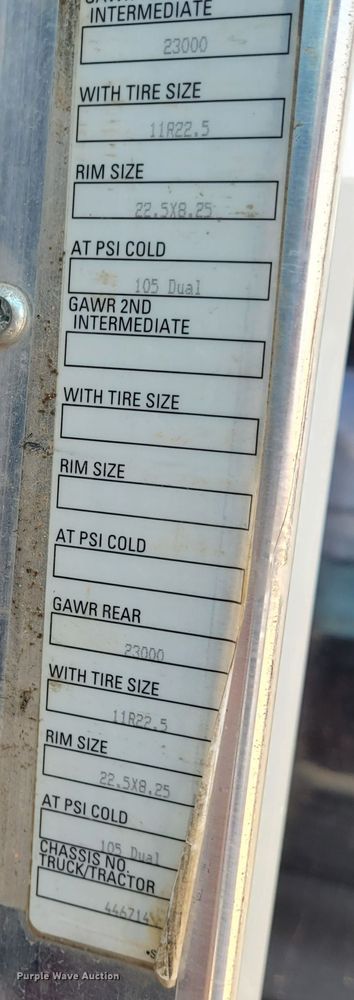 INTERMEDIATE
23000
WITH TIRE SIZE
11R22.5
RIM SIZE
22.5X8.25
AT PSI COLD
105 Dual
GAWR 2ND
INTERMEDIATE
WITH TIRE SIZE
RIM SIZE
AT PSI COLD
GAWR REAR
23000
WITH TIRE SIZE
11R22.5
RIM SIZE
22.5X8.25
AT PSI COLD
105 Dual
CHASSIS NO.
TRUCK/TRACTOR
446714
Purple Wave Auction